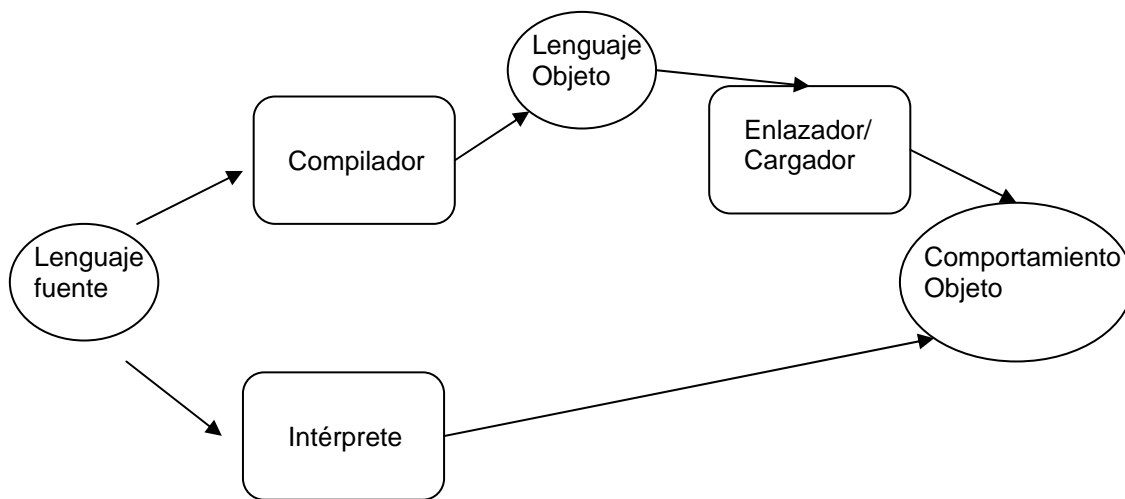 Lenguaje
Objeto
Enlazador/
Cargador
Compilador
Lenguaje
fuente
Comportamiento
Objeto
Intérprete